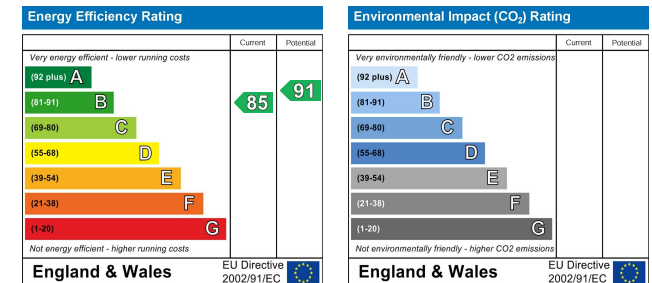 Energy Efficiency Rating
Current Potential
Very energy efficient - lower running costs
(92 plus) A
(81-91) B
(69-80) C
(55-68) D
(39-54) E
(21-38) F
(1-20) G
85
91
Not energy efficient - higher running costs
England & Wales
EU Directive
2002/91/EC
Environmental Impact (CO₂) Rating
Current Potential
Very environmentally friendly - lower CO2 emissions
(92 plus) A
(81-91) B
(69-80) C
(55-68) D
(39-54) E
(21-38) F
(1-20) G
Not environmentally friendly - higher CO2 emissions
England & Wales
EU Directive
2002/91/EC